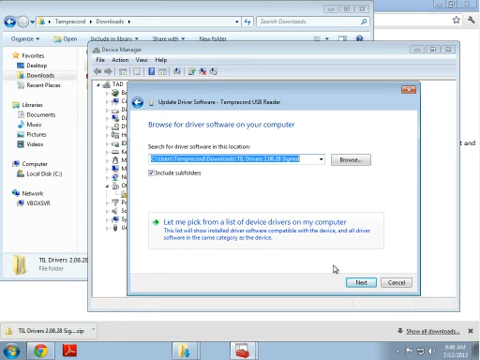 Temprecord ▸ Downloads ▸
Search Downloads
Organize ▾
Open
Include in library ▾
Share with ▾
New folder
Favorites
Desktop
Downloads
Recent Places
Libraries
Documents
Music
Pictures
Videos
Computer
Local Disk (C:)
Network
VBOXSVR
TIL Drivers 2.08.28
File folder
Device Manager
File Action View Help
TAD
Update Driver Software - Temprecord USB Reader
Browse for driver software on your computer
Search for driver software in this location:
C:\Users\Temprecord\Downloads\TIL Drivers 2.08.28 Signed
Browse...
Include subfolders
Let me pick from a list of device drivers on my computer
This list will show installed driver software compatible with the device, and all driver
software in the same category as the device.
Next
Cancel
t and
TIL Drivers 2.08.28 Sig....zip
Show all downloads...
9:48 AM
7/12/2013